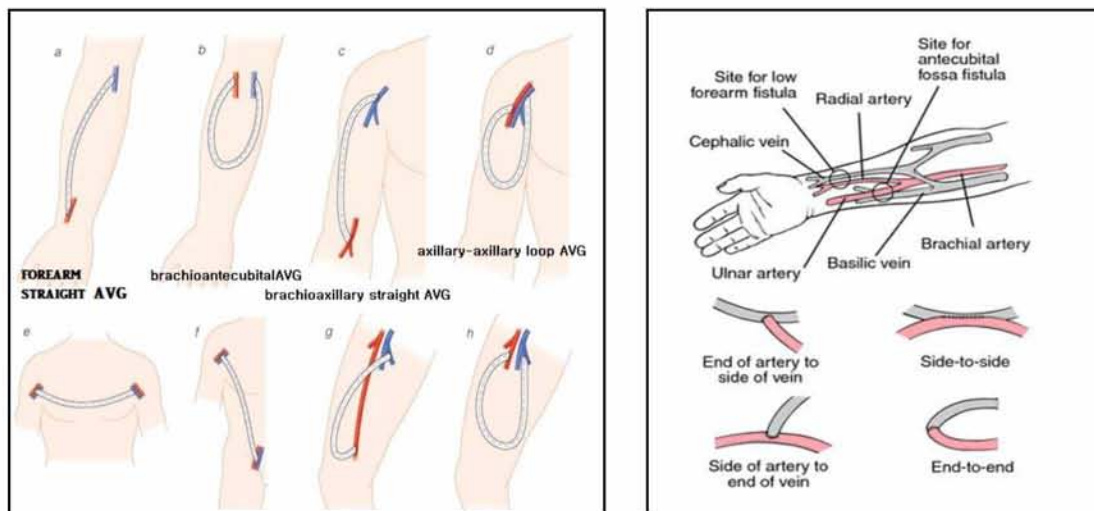 a
b
c
d
FOREARM
STRAIGHT AVG
brachioantecubitalAVG
brachioaxillary straight AVG
axillary-axillary loop AVG
e
f
g
h
Site for
antecubital
fossa fistula
Site for low
forearm fistula
Radial artery
Cephalic vein
Brachial artery
Ulnar artery
Basilic vein
End of artery to
side of vein
Side-to-side
Side of artery to
end of vein
End-to-end